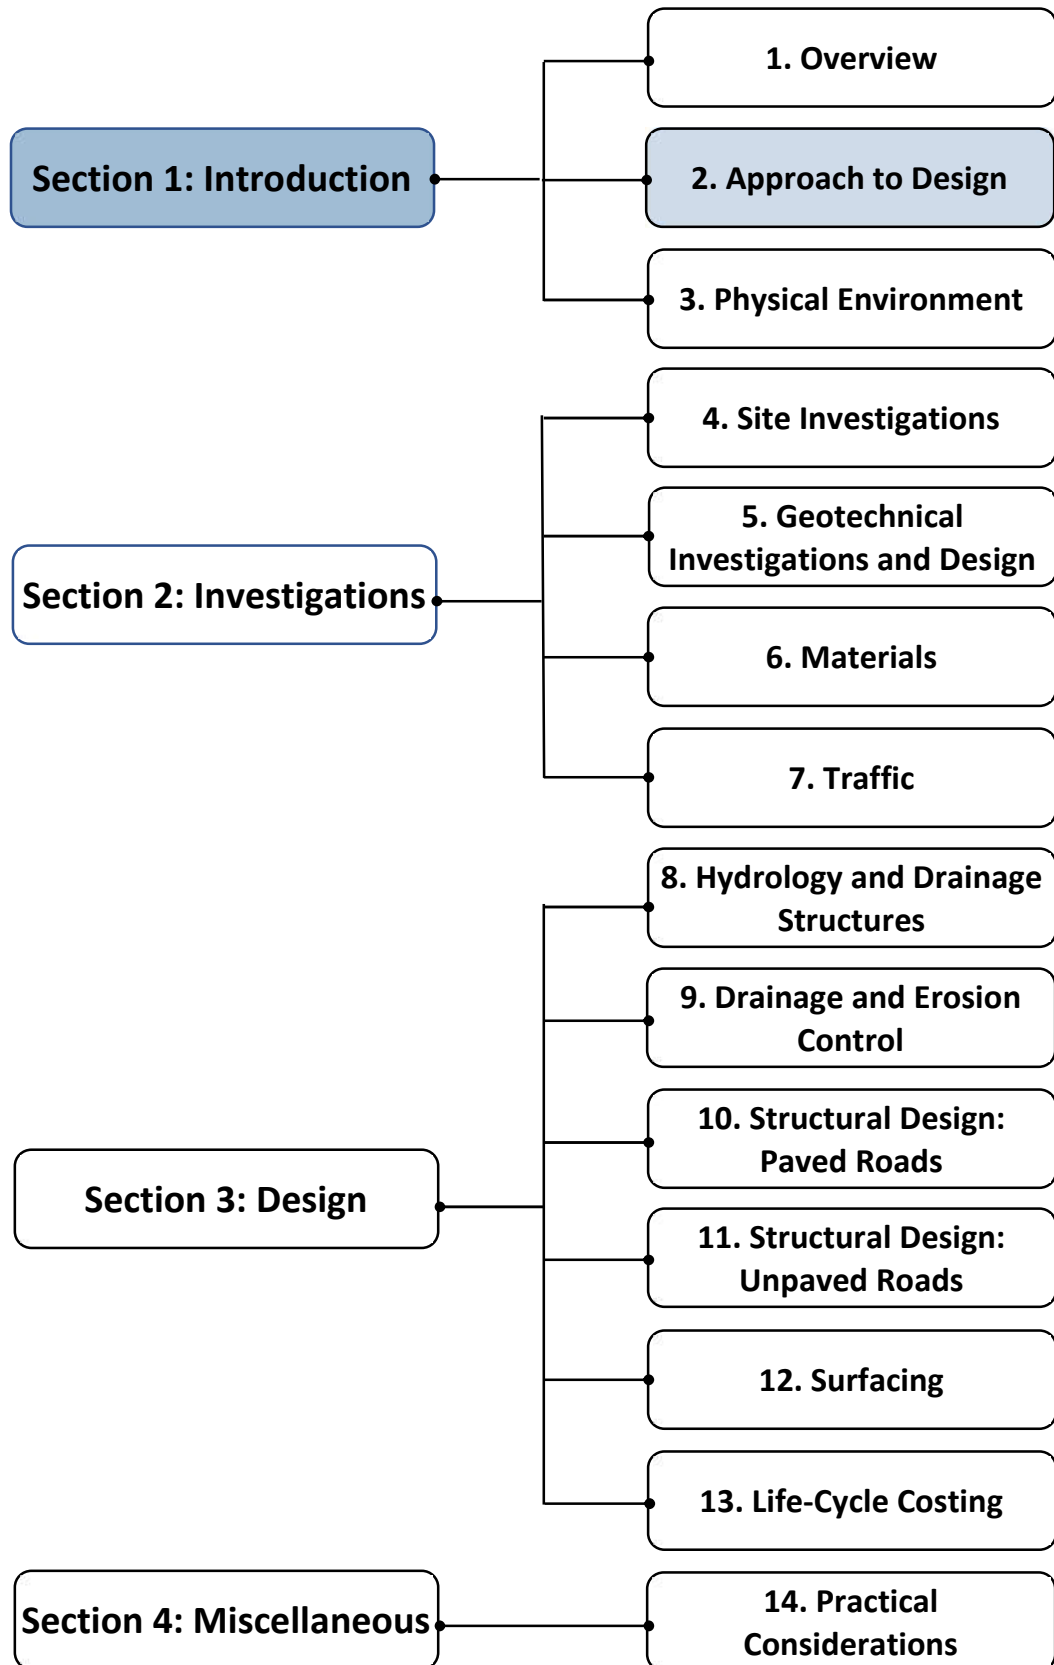 Section 1: Introduction
1. Overview
2. Approach to Design
3. Physical Environment
Section 2: Investigations
4. Site Investigations
5. Geotechnical
Investigations and Design
6. Materials
7. Traffic
Section 3: Design
8. Hydrology and Drainage
Structures
9. Drainage and Erosion
Control
10. Structural Design:
Paved Roads
11. Structural Design:
Unpaved Roads
12. Surfacing
13. Life-Cycle Costing
Section 4: Miscellaneous
14. Practical
Considerations